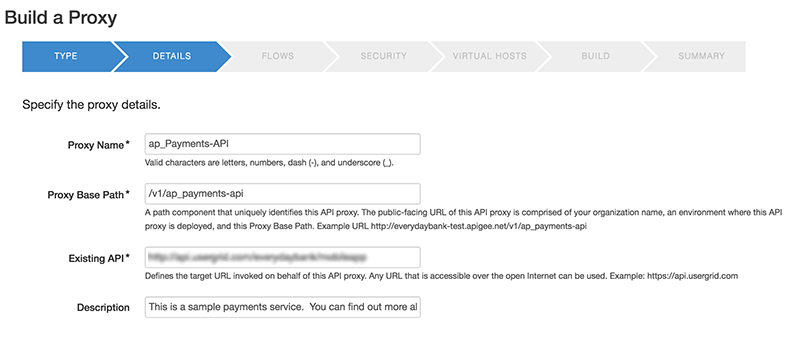 Build a Proxy
TYPE DETAILS FLOWS SECURITY VIRTUAL HOSTS BUILD SUMMARY
Specify the proxy details.
Proxy Name* ap_Payments-API
Valid characters are letters, numbers, dash (-), and underscore (_).
Proxy Base Path* /v1/ap_payments-api
A path component that uniquely identifies this API proxy. The public-facing URL of this API proxy is comprised of your organization name, an environment where this API
proxy is deployed, and this Proxy Base Path. Example URL http://everydaybank-test.apigee.net/v1/ap_payments-api
Existing API*
Defines the target URL invoked on behalf of this API proxy. Any URL that is accessible over the open Internet can be used. Example: https://api.usergrid.com
Description This is a sample payments service. You can find out more al